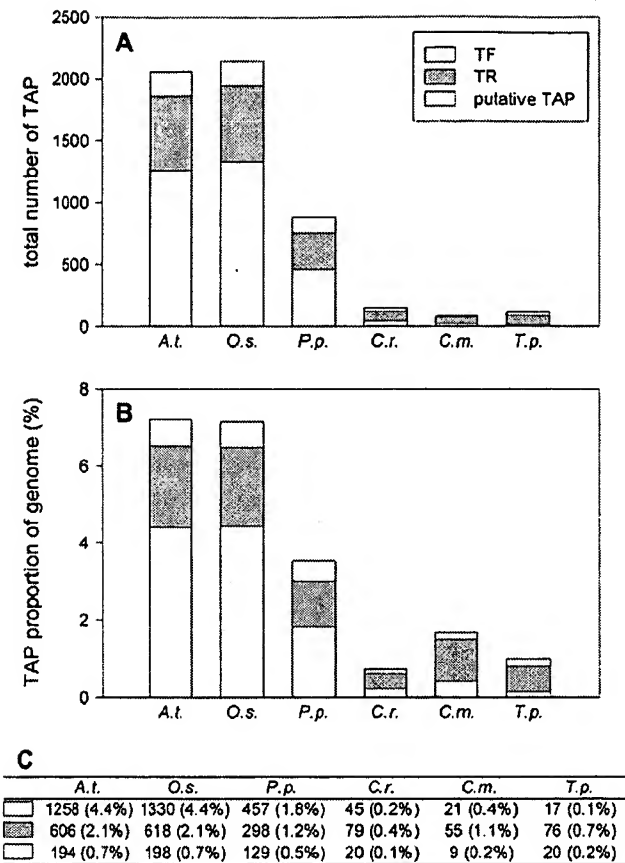 A
total number of TAP
2500
2000
1500
1000
500
0
TF
TR
putative TAP
A.t. O.s. P.p. C.r. C.m. T.p.
B
TAP proportion of genome (%)
8
6
4
2
0
A.t. O.s. P.p. C.r. C.m. T.p.
C
A.t. O.s. P.p. C.r. C.m. T.p.
1258 (4.4%) 1330 (4.4%) 457 (1.8%) 45 (0.2%) 21 (0.4%) 17 (0.1%)
606 (2.1%) 618 (2.1%) 298 (1.2%) 79 (0.4%) 55 (1.1%) 76 (0.7%)
194 (0.7%) 198 (0.7%) 129 (0.5%) 20 (0.1%) 9 (0.2%) 20 (0.2%)